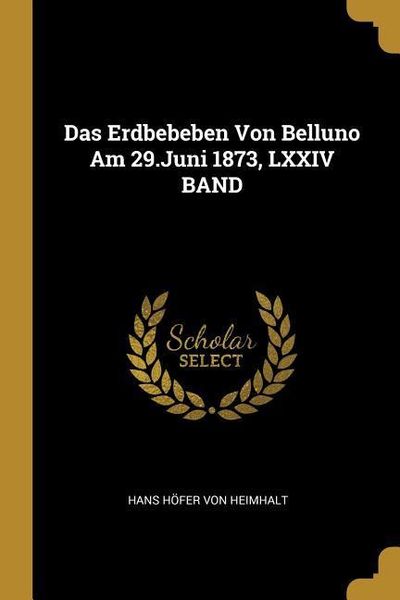 Das Erdbebeben Von Belluno
Am 29.Juni 1873, LXXIV
BAND
Scholar
SELECT
HANS HÖFER VON HEIMHALT